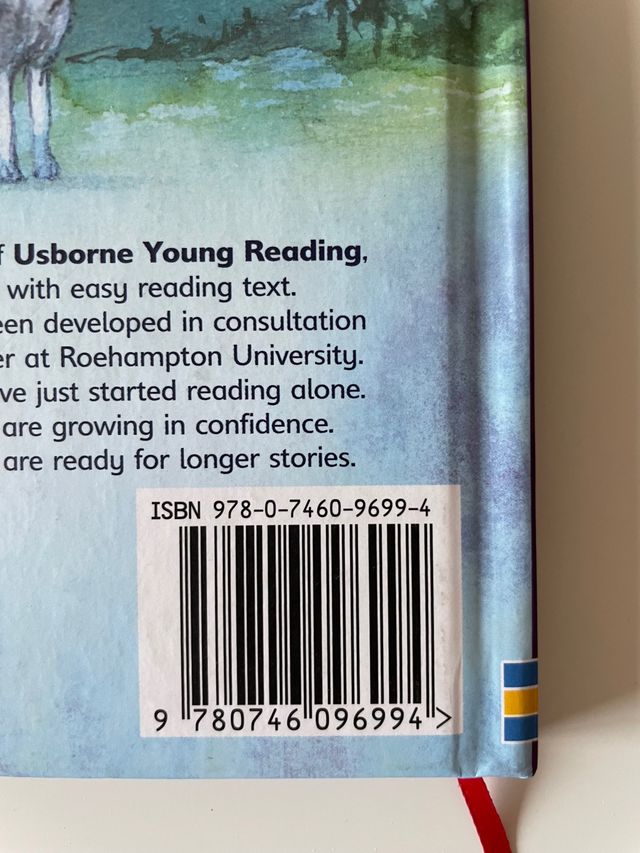 f Usborne Young Reading,
with easy reading text.
een developed in consultation
er at Roehampton University.
ve just started reading alone.
are growing in confidence.
are ready for longer stories.
ISBN 978-0-7460-9699-4
9 780746 096994 >